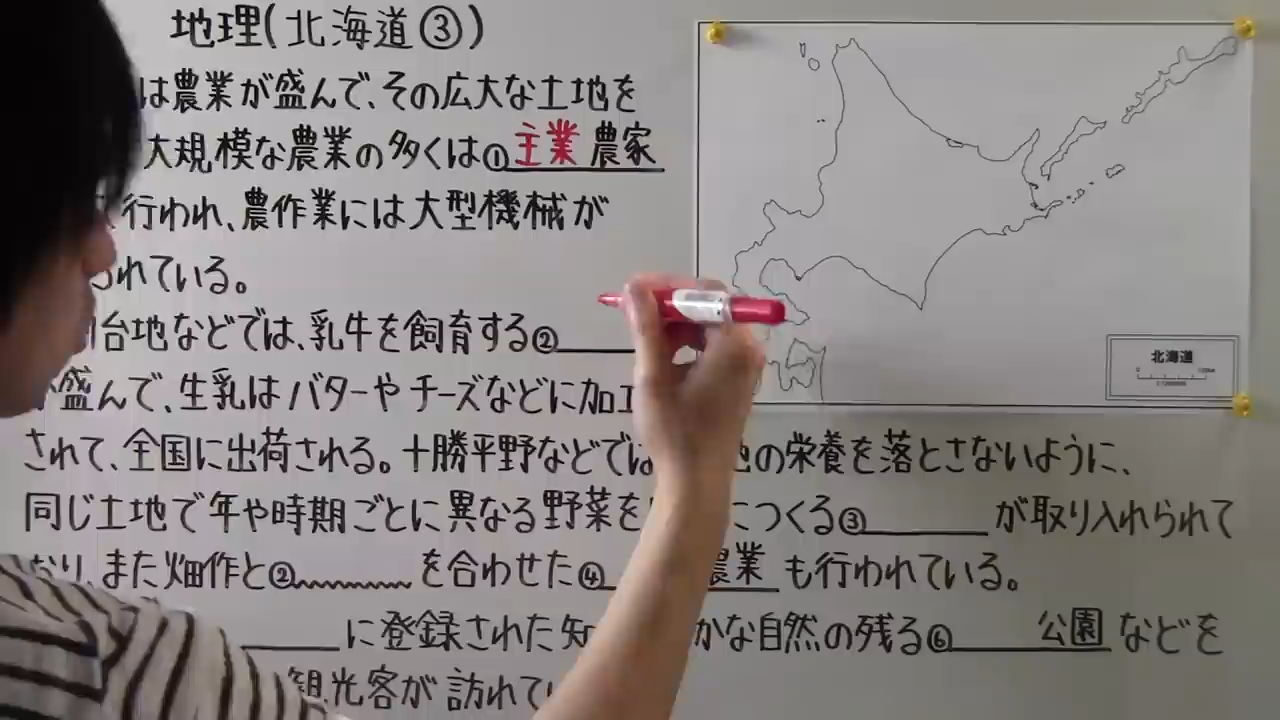 地理(北海道③)
は農業が盛んで、その広大な土地を
大規模な農業の多くは①主業農家
行われ、農作業には大型機械が
れている。
台地などでは、乳牛を飼育する②
盛んで、生乳はバターやチーズなどに加工
されて、全国に出荷される。十勝平野などでは 地の栄養を落とさないように、
同じ土地で年や時期ごとに異なる野菜を につくる③ が取り入れられて
おり、また畑作と② を合わせた④ 農業 も行われている。
に登録された知 かな自然の残る⑥ 公園 などを
観光客が訪れて
北海道